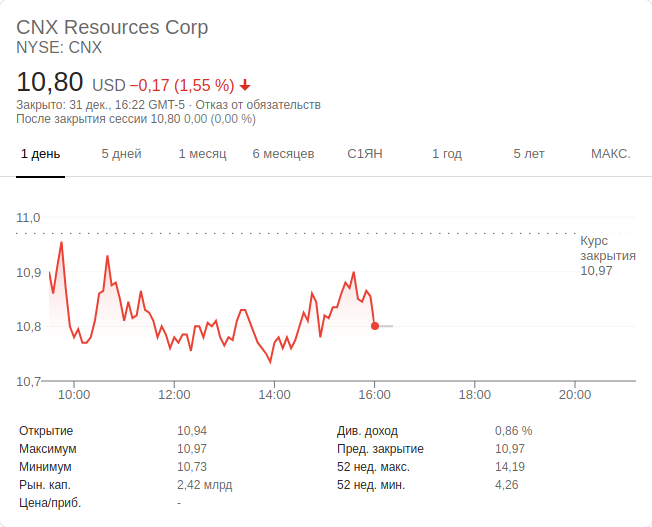 CNX Resources Corp
NYSE: CNX
10,80 USD −0,17 (1,55 %)
Закрыто: 31 дек., 16:22 GMT-5 · Отказ от обязательств
После закрытия сессии 10,80 0,00 (0,00 %)
1 день 5 дней 1 месяц 6 месяцев С1ЯН 1 год 5 лет МАКС.
11,0
Курс
закрытия
10,97
10,9
10,8
10,7
10:00 12:00 14:00 16:00 18:00 20:00
Открытие 10,94 Див. доход 0,86 %
Максимум 10,97 Пред. закрытие 10,97
Минимум 10,73 52 нед. макс. 14,19
Рын. кап. 2,42 млрд 52 нед. мин. 4,26
Цена/приб. -